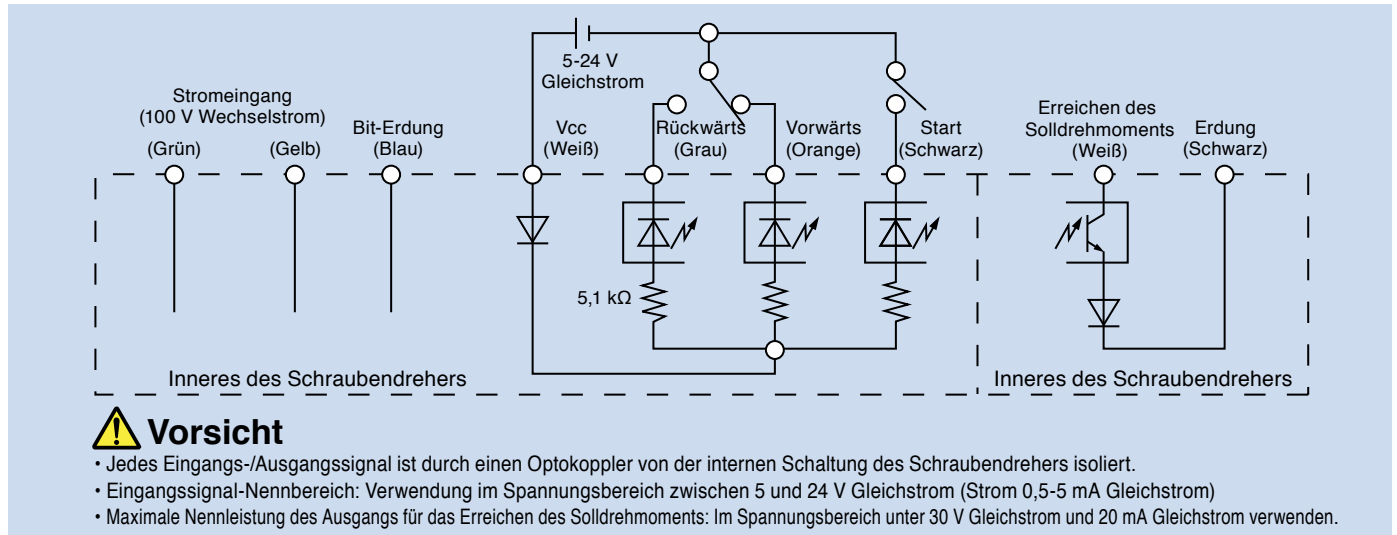 5-24 V
Gleichstrom
Stromeingang
(100 V Wechselstrom)
(Grün)
(Gelb)
Bit-Erdung
(Blau)
Vcc
(Weiß)
Rückwärts
(Grau)
Vorwärts
(Orange)
Start
(Schwarz)
Erreichen des
Solldrehmoments
(Weiß)
Erdung
(Schwarz)
5,1 kΩ
Inneres des Schraubendrehers
Inneres des Schraubendrehers
Vorsicht
• Jedes Eingangs-/Ausgangssignal ist durch einen Optokoppler von der internen Schaltung des Schraubendrehers isoliert.
• Eingangssignal-Nennbereich: Verwendung im Spannungsbereich zwischen 5 und 24 V Gleichstrom (Strom 0,5-5 mA Gleichstrom)
• Maximale Nennleistung des Ausgangs für das Erreichen des Solldrehmoments: Im Spannungsbereich unter 30 V Gleichstrom und 20 mA Gleichstrom verwenden.